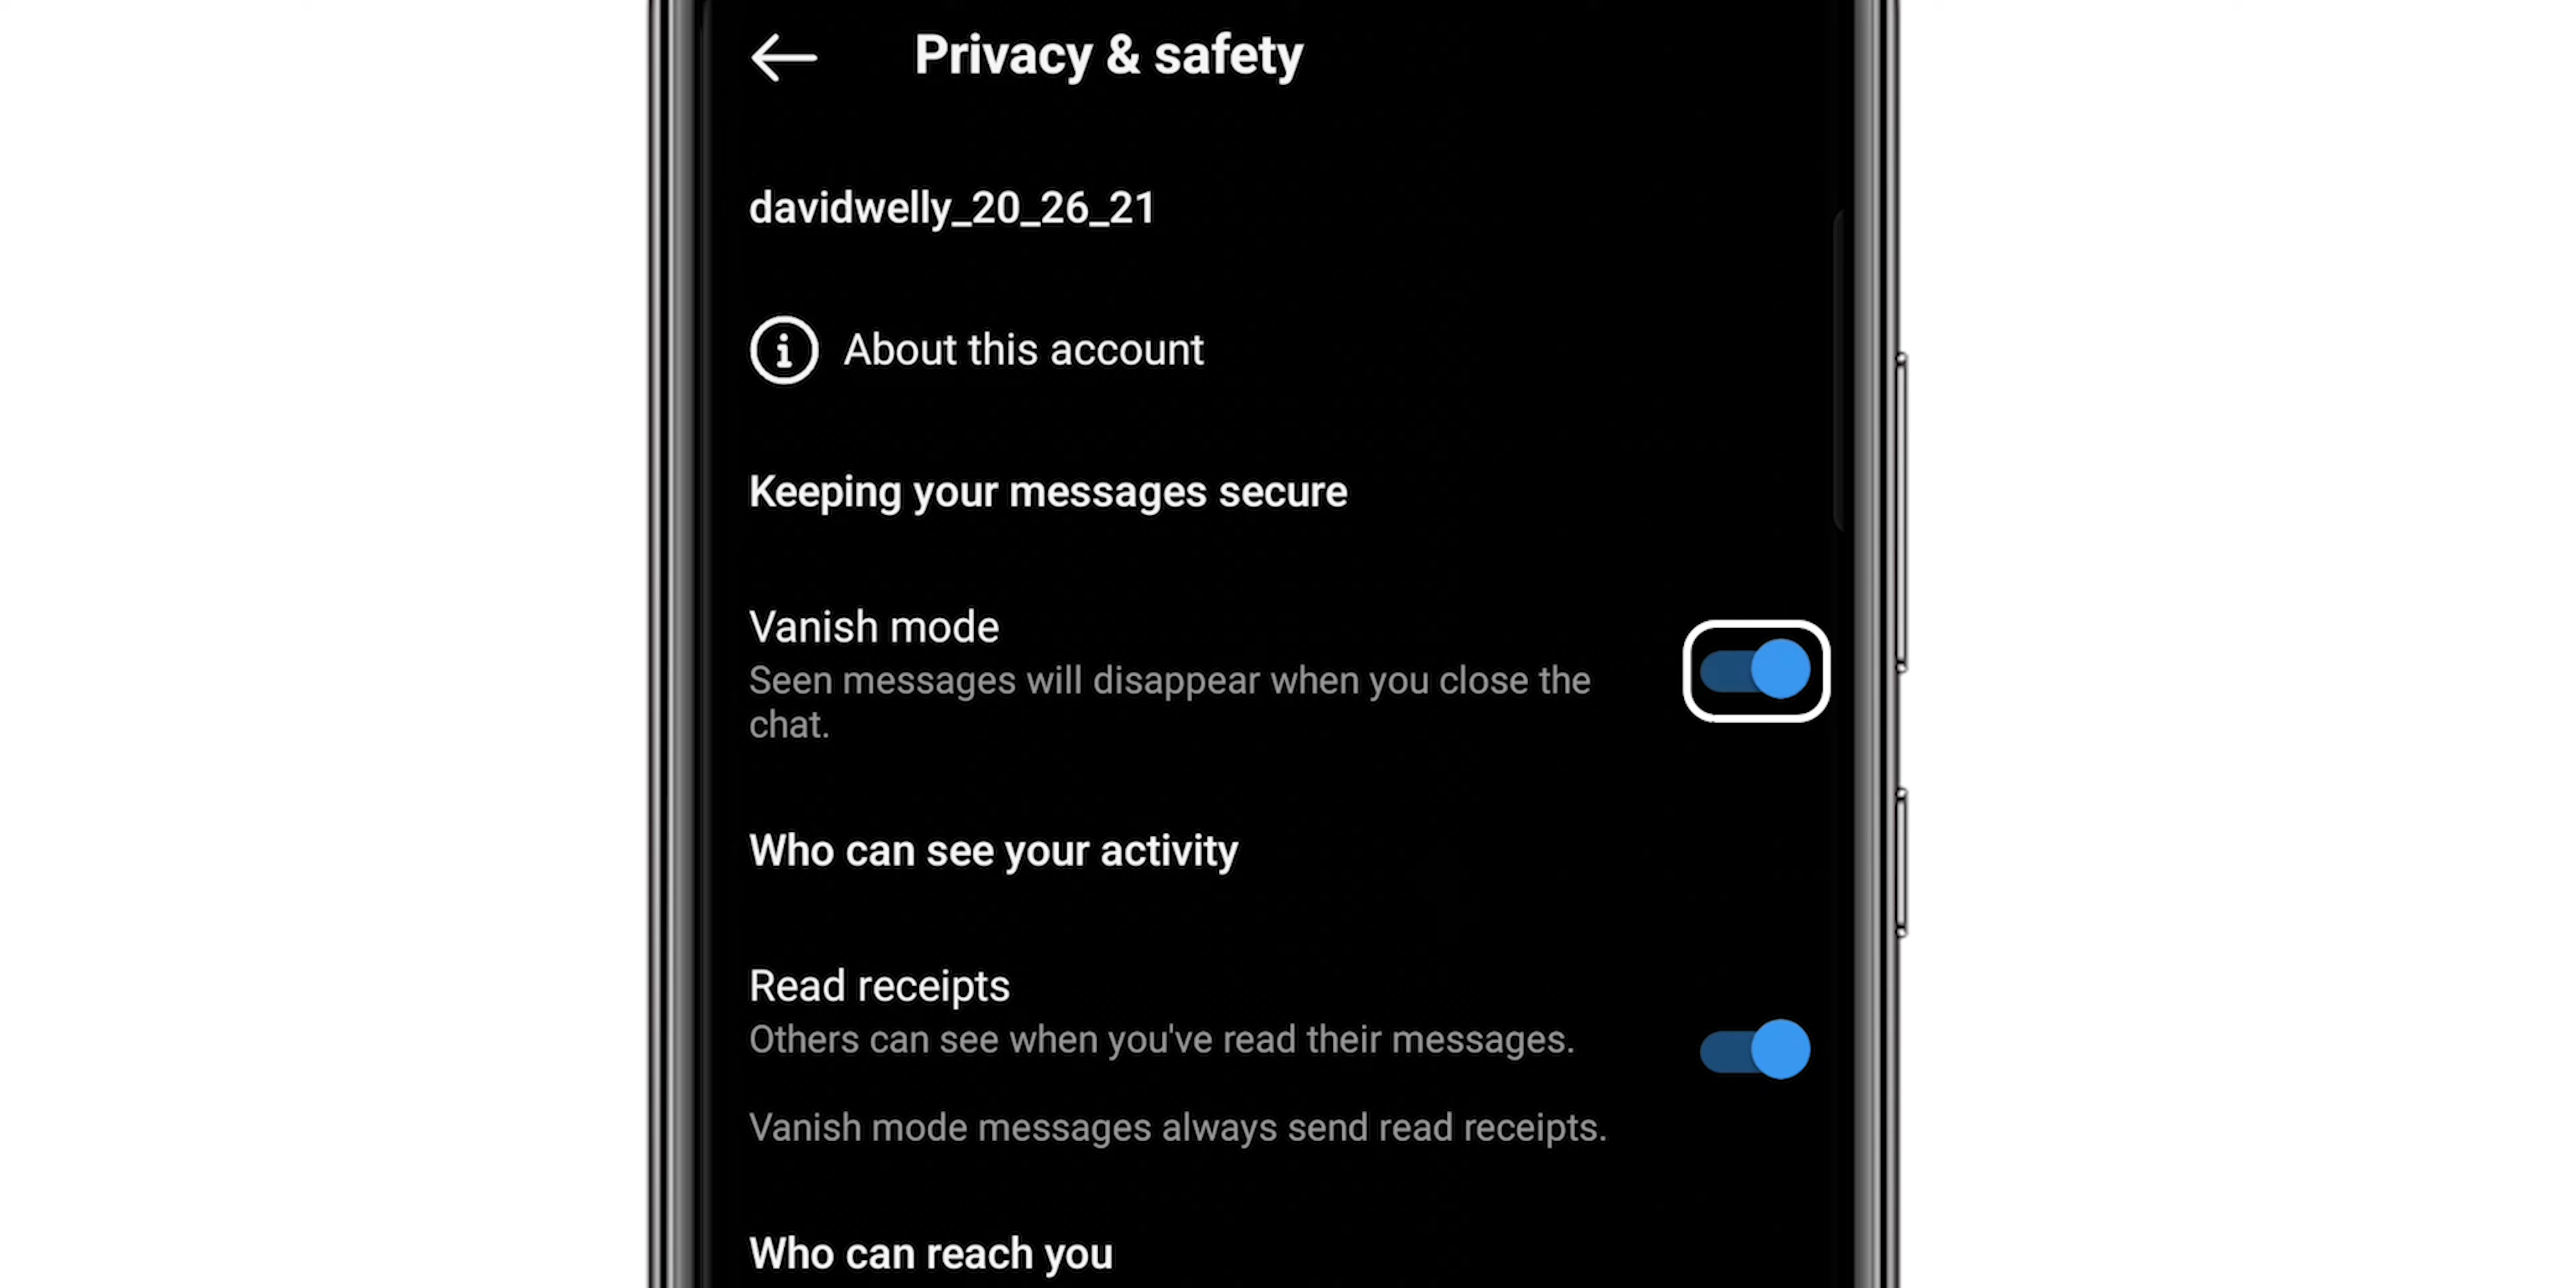 Privacy & safety
davidwelly_20_26_21
About this account
Keeping your messages secure
Vanish mode
Seen messages will disappear when you close the
chat.
Who can see your activity
Read receipts
Others can see when you've read their messages.
Vanish mode messages always send read receipts.
Who can reach you